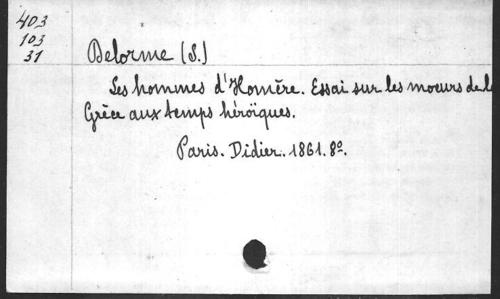 403
103
31
Delorme (S.)
Les hommes d'Homère. Essai sur les moeurs de l
Grèce aux temps héroïques.
Paris. Didier. 1861. 8º.